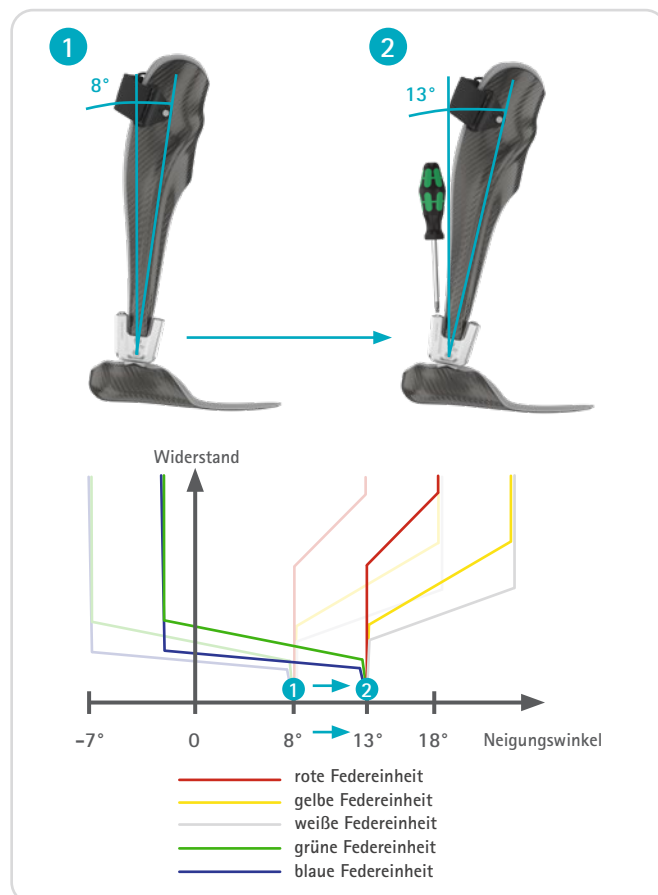 1
2
8°
13°
Widerstand
1
2
-7°
0
8°
13°
18°
Neigungswinkel
rote Federeinheit
gelbe Federeinheit
weiße Federeinheit
grüne Federeinheit
blaue Federeinheit